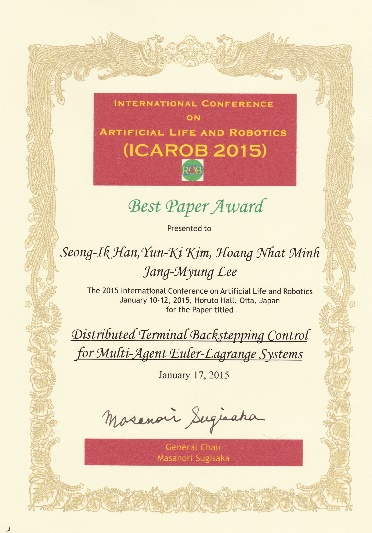 INTERNATIONAL CONFERENCE
ON
ARTIFICIAL LIFE AND ROBOTICS
(ICAROB 2015)
Best Paper Award
Presented to
Seong-Ik Han,Yun-Ki Kim, Hoang Nhat Minh
Jang-Myung Lee
The 2015 International Conference on Artificial Life and Robotics
January 10-12, 2015, Horuto Hall, Oita, Japan
for the Paper titled
Distributed Terminal Backstepping Control
for Multi-Agent Euler-Lagrange Systems
January 17, 2015
Masanori Sugisaka
General Chair
Masanori Sugisaka